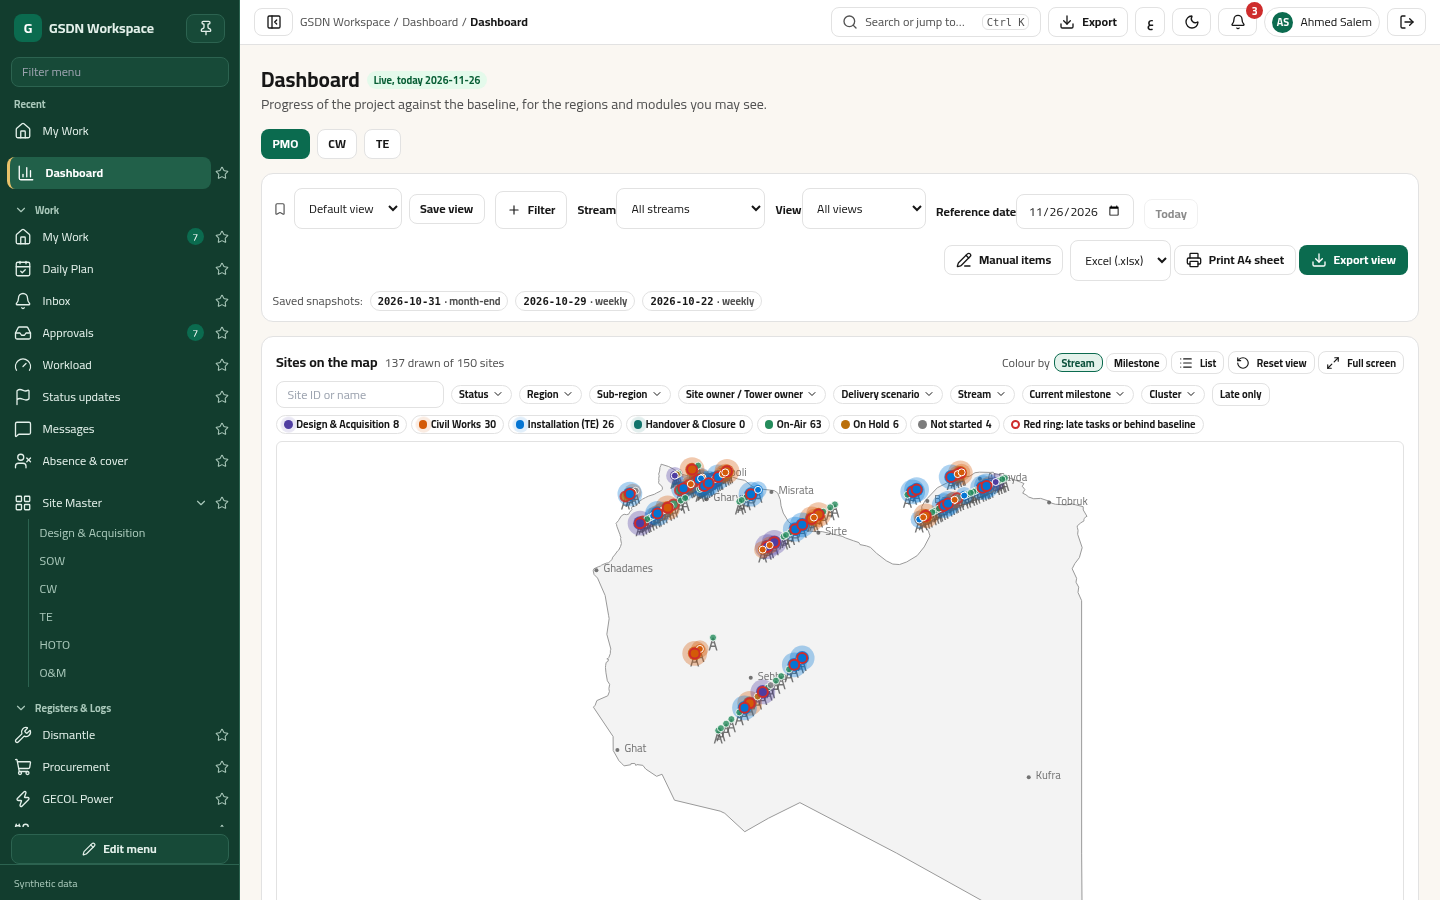 G GSDN Workspace
Filter menu
Recent
My Work
Dashboard
Work
My Work 7
Daily Plan
Inbox
Approvals 7
Workload
Status updates
Messages
Absence & cover
Site Master
Design & Acquisition
SOW
CW
TE
HOTO
O&M
Registers & Logs
Dismantle
Procurement
GECOL Power
Edit menu
Synthetic data
GSDN Workspace / Dashboard / Dashboard
Search or jump to... Ctrl K
Export
ع
3
AS Ahmed Salem
Dashboard Live, today 2026-11-26
Progress of the project against the baseline, for the regions and modules you may see.
PMO CW TE
Default view Save view Filter Stream All streams View All views Reference date 11/26/2026 Today
Manual items Excel (.xlsx) Print A4 sheet Export view
Saved snapshots: 2026-10-31 · month-end 2026-10-29 · weekly 2026-10-22 · weekly
Sites on the map 137 drawn of 150 sites Colour by Stream Milestone List Reset view Full screen
Site ID or name Status Region Sub-region Site owner / Tower owner Delivery scenario Stream Current milestone Cluster Late only
Design & Acquisition 8 Civil Works 30 Installation (TE) 26 Handover & Closure 0 On-Air 63 On Hold 6 Not started 4 Red ring: late tasks or behind baseline
Misrata
Tobruk
Sirte
Ghadames
Ghat
Kufra